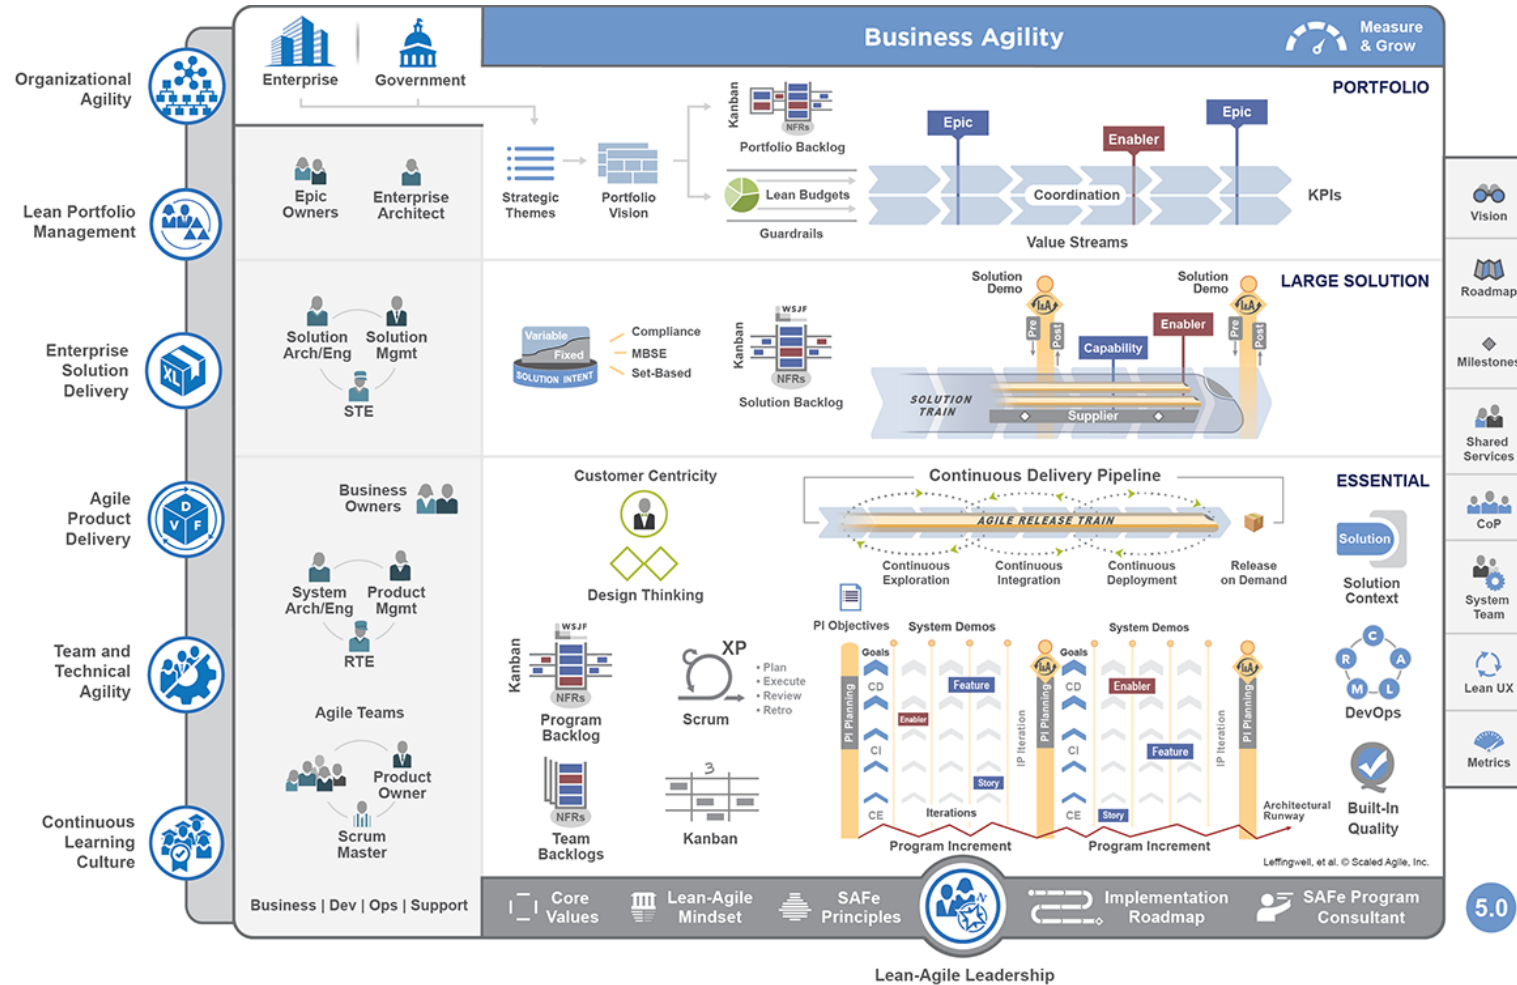 Organizational
Agility
Lean Portfolio
Management
Enterprise
Solution
Delivery
Agile
Product
Delivery
Team and
Technical
Agility
Continuous
Learning
Culture
XL
D
V F
Enterprise
Government
Business Agility
Measure
& Grow
PORTFOLIO
Epic
Owners
Enterprise
Architect
Strategic
Themes
Portfolio
Vision
Kanban
NFRs
Portfolio Backlog
Lean Budgets
Guardrails
Epic
Enabler
Epic
Coordination
Value Streams
KPIs
LARGE SOLUTION
Solution
Arch/Eng
Solution
Mgmt
STE
Variable
Fixed
SOLUTION INTENT
Compliance
MBSE
Set-Based
WSJF
Kanban
NFRs
Solution Backlog
Solution
Demo
I&A
Pre
Post
Capability
Enabler
Solution
Demo
I&A
Pre
Post
SOLUTION
TRAIN
Supplier
ESSENTIAL
Business
Owners
System
Arch/Eng
Product
Mgmt
RTE
Agile Teams
Product
Owner
Scrum
Master
Business | Dev | Ops | Support
Customer Centricity
Design Thinking
WSJF
Kanban
NFRs
Program
Backlog
XP
• Plan
• Execute
• Review
• Retro
Scrum
NFRs
Team
Backlogs
3
Kanban
Continuous Delivery Pipeline
AGILE RELEASE TRAIN
Continuous
Exploration
Continuous
Integration
Continuous
Deployment
Release
on Demand
PI Objectives
System Demos
System Demos
PI Planning
Goals
CD
CI
CE
Feature
Enabler
Story
Iterations
IP Iteration
I&A
PI Planning
Goals
CD
CI
CE
Enabler
Feature
Story
IP Iteration
I&A
PI Planning
Architectural
Runway
Program Increment
Program Increment
Solution
Solution
Context
C
R A
M L
DevOps
Built-In
Quality
Leffingwell, et al. © Scaled Agile, Inc.
Core
Values
Lean-Agile
Mindset
SAFe
Principles
Implementation
Roadmap
SAFe Program
Consultant
Lean-Agile Leadership
Vision
Roadmap
Milestones
Shared
Services
CoP
System
Team
Lean UX
Metrics
5.0